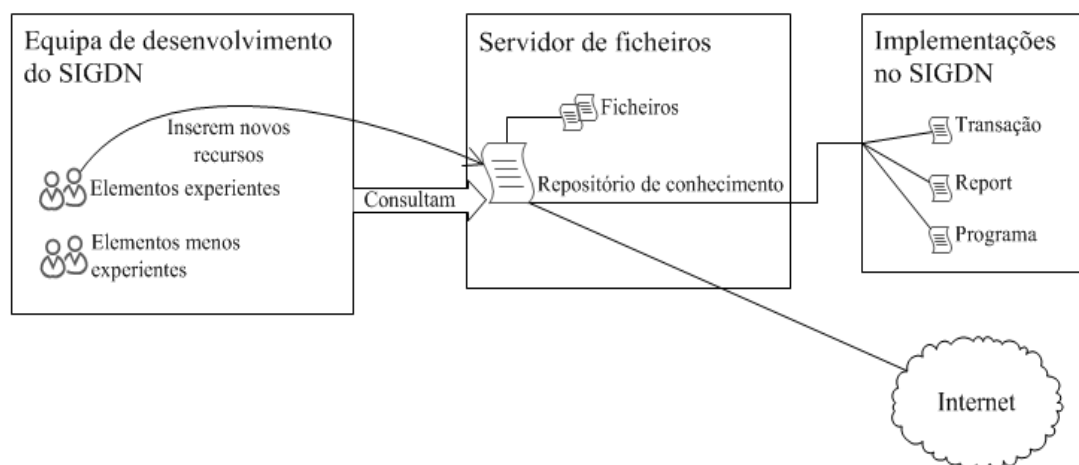 Equipa de desenvolvimento
do SIGDN
Inserem novos
recursos
Elementos experientes
Elementos menos
experientes
Consultam
Servidor de ficheiros
Ficheiros
Repositório de conhecimento
Implementações
no SIGDN
Transação
Report
Programa
Internet